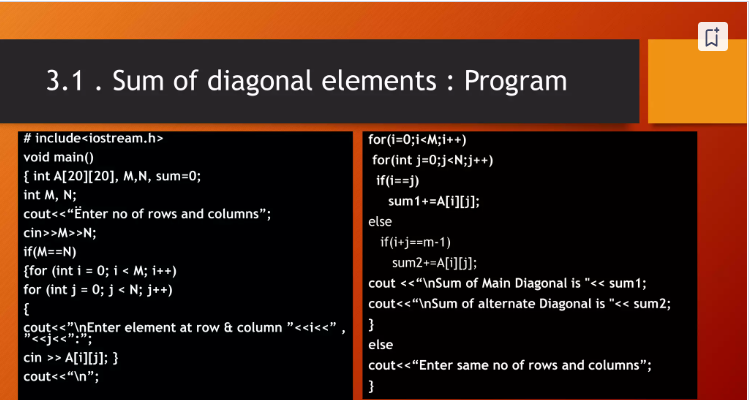 3.1 . Sum of diagonal elements : Program
# include<iostream.h>
void main()
{ int A[20][20], M,N, sum=0;
int M, N;
cout<<“Ënter no of rows and columns”;
cin>>M>>N;
if(M==N)
{for (int i = 0; i < M; i++)
for (int j = 0; j < N; j++)
{
cout<<”\nEnter element at row & column ”<<i<<” ,
”<<j<<”:”;
cin >> A[i][j]; }
cout<<“\n”;
for(i=0;i<M;i++)
for(int j=0;j<N;j++)
if(i==j)
sum1+=A[i][j];
else
if(i+j==m-1)
sum2+=A[i][j];
cout <<“\nSum of Main Diagonal is "<< sum1;
cout<<“\nSum of alternate Diagonal is "<< sum2;
}
else
cout<<“Enter same no of rows and columns”;
}